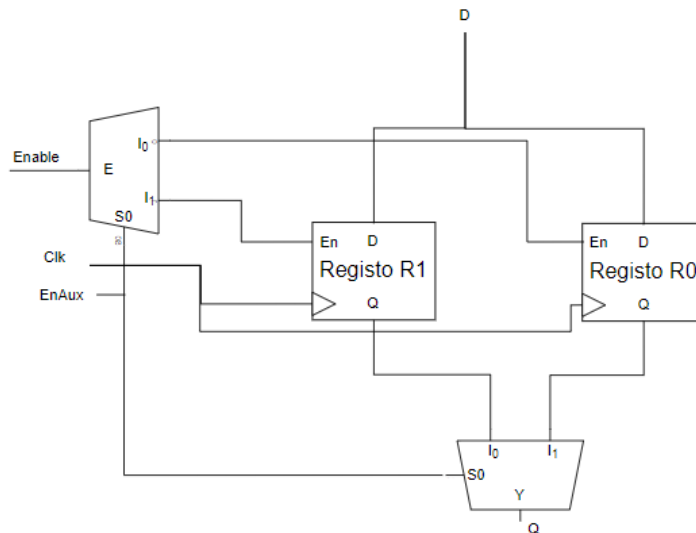 D
I0
Enable
E
I1
S0
En
D
En
D
Clk
Registo R1
Registo R0
EnAux
Q
Q
I0
I1
S0
Y
Q